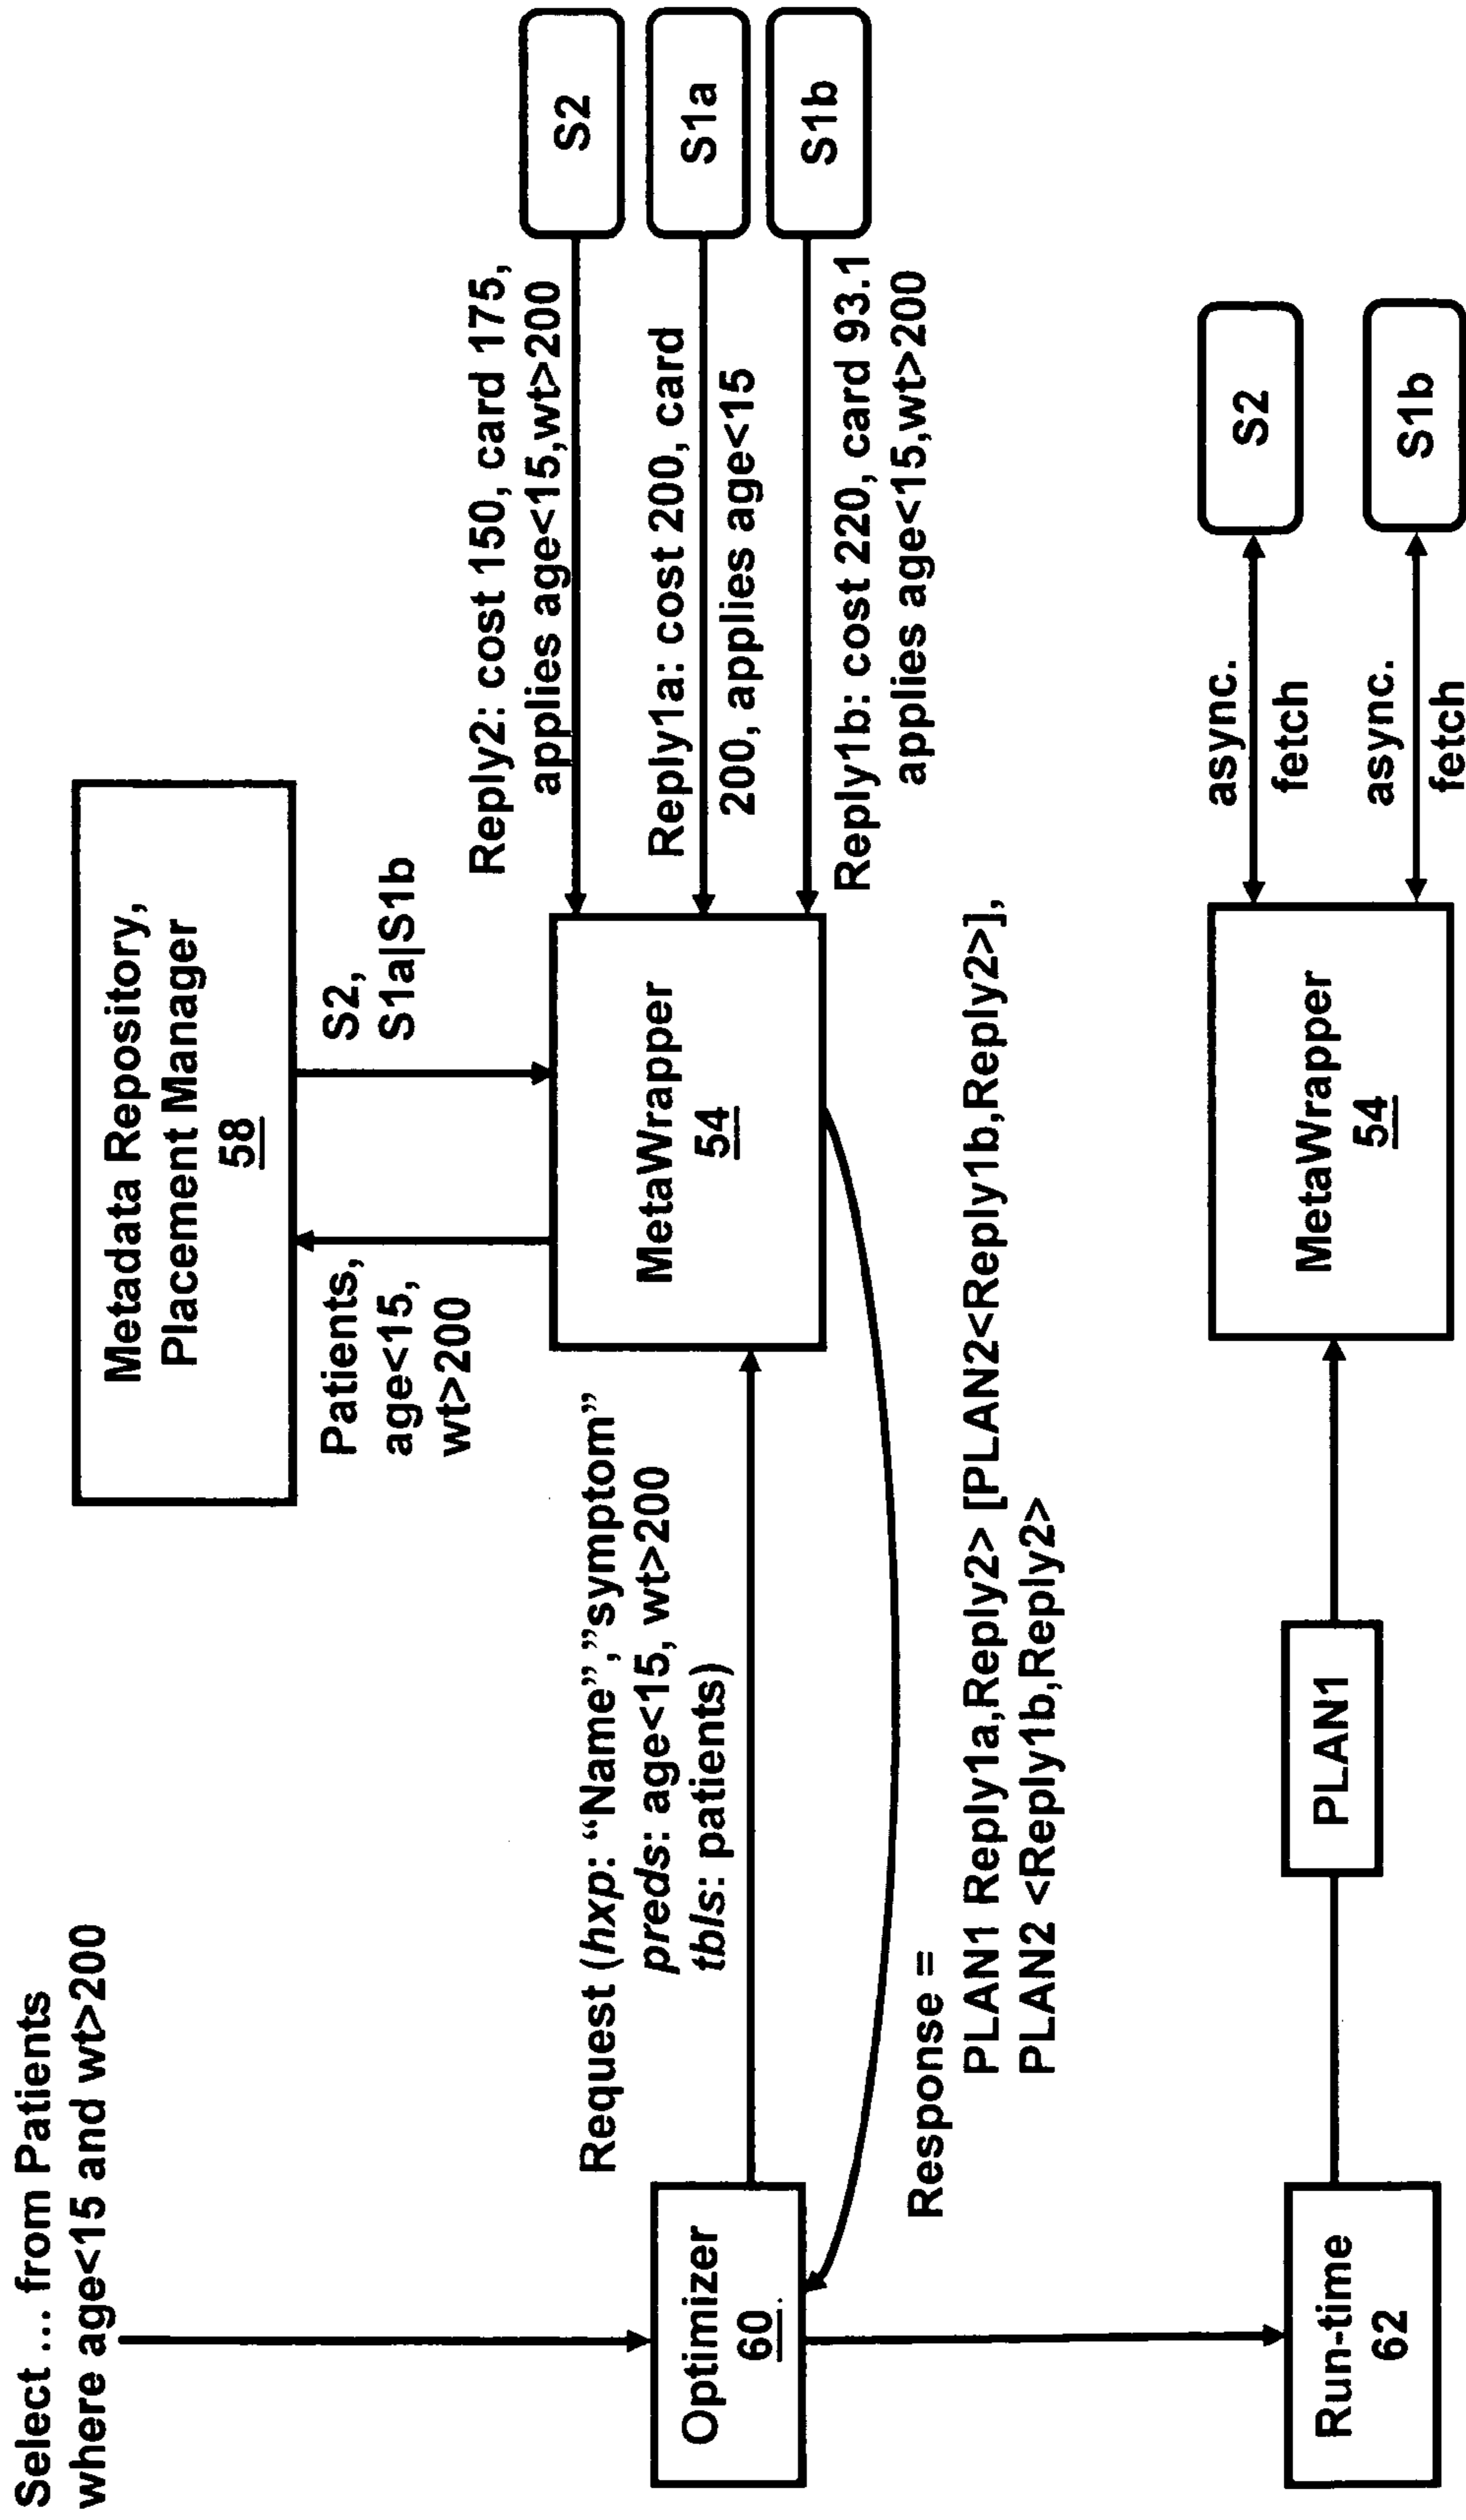 Select ... from Patients
where age<15 and wt>200
Metadata Repository,
Placement Manager
58
Patients,
age<15,
wt>200
S2,
S1a|S1b
Optimizer
60
Request (hxp: “Name”,”symptom”
preds: age<15, wt>200
tbls: patients)
MetaWrapper
54
Reply2: cost 150, card 175,
applies age<15,wt>200
Reply1a: cost 200, card
200, applies age<15
Reply1b: cost 220, card 93.1
applies age<15,wt>200
S2
S1a
S1b
Response =
PLAN1 Reply1a,Reply2> [PLAN2<Reply1b,Reply2>],
PLAN2 <Reply1b,Reply2>
Run-time
62
PLAN1
MetaWrapper
54
async.
fetch
async.
fetch
S2
S1b